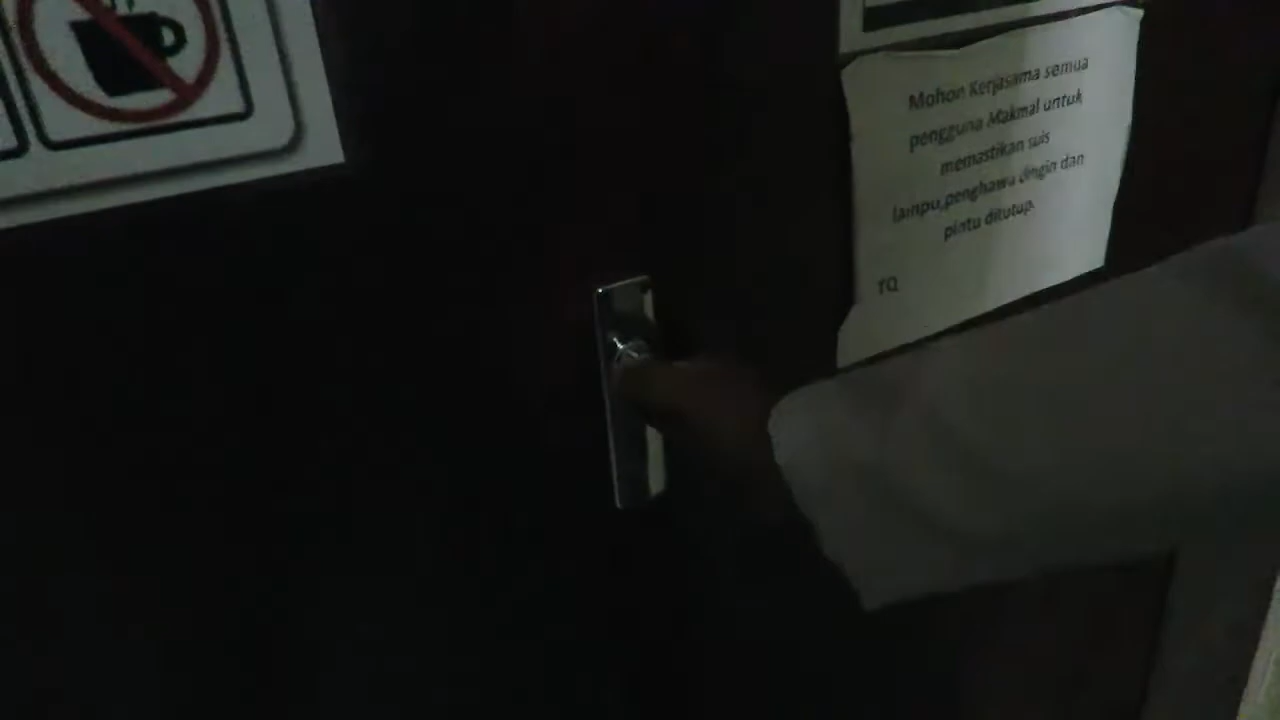 Mohon Kerjasama semua
pengguna Makmal untuk
memastikan suis
lampu,penghawa dingin dan
pintu ditutup.
TQ